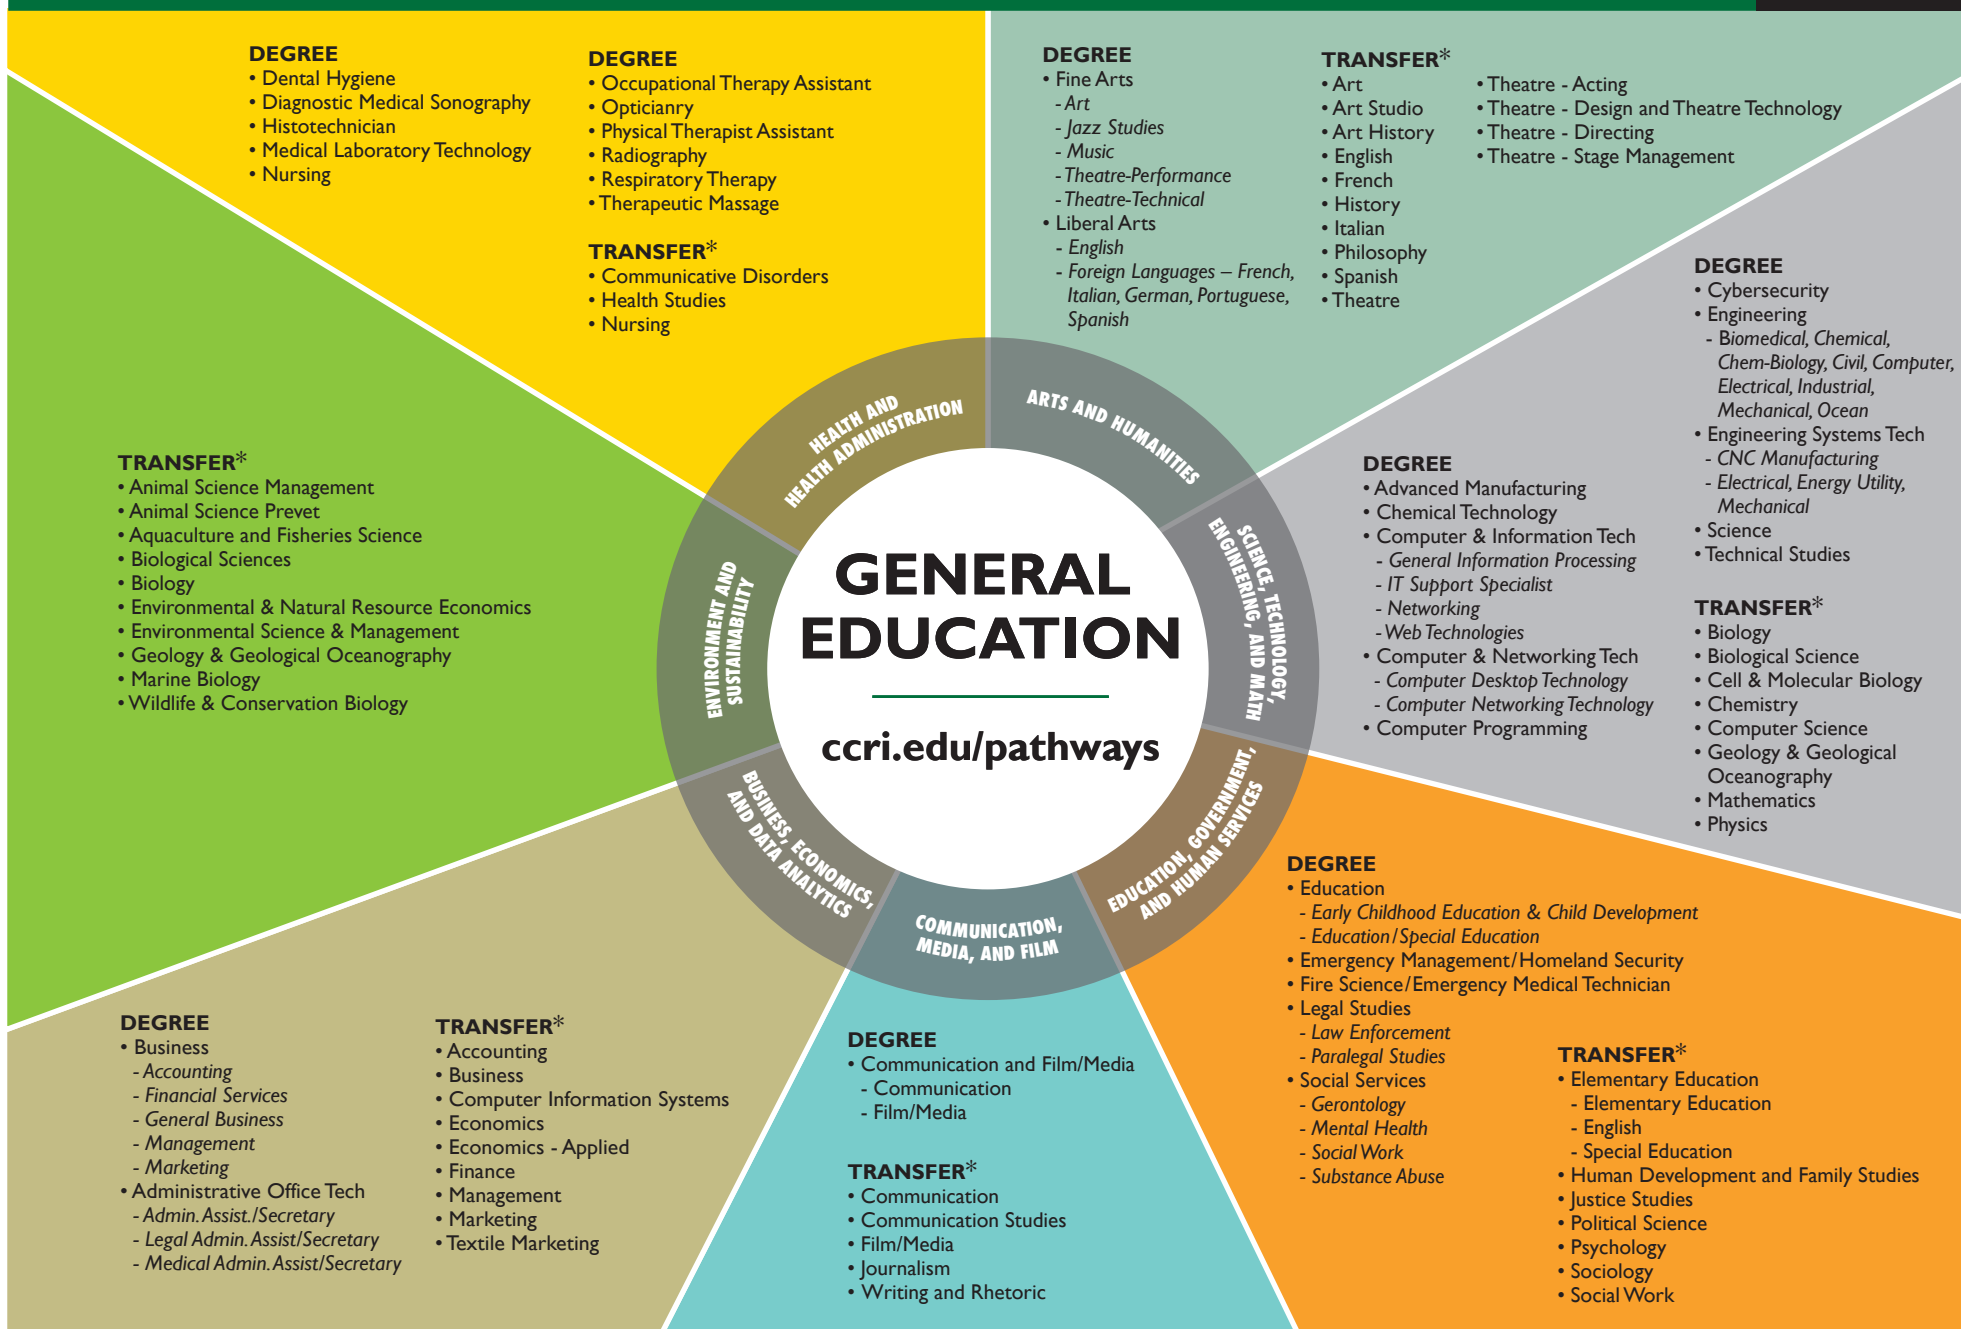 DEGREE
• Dental Hygiene
• Diagnostic Medical Sonography
• Histotechnician
• Medical Laboratory Technology
• Nursing
DEGREE
• Occupational Therapy Assistant
• Opticianry
• Physical Therapist Assistant
• Radiography
• Respiratory Therapy
• Therapeutic Massage
TRANSFER*
• Communicative Disorders
• Health Studies
• Nursing
DEGREE
• Fine Arts
- Art
- Jazz Studies
- Music
- Theatre-Performance
- Theatre-Technical
• Liberal Arts
- English
- Foreign Languages – French,
Italian, German, Portuguese,
Spanish
TRANSFER*
• Art
• Art Studio
• Art History
• English
• French
• History
• Italian
• Philosophy
• Spanish
• Theatre
• Theatre - Acting
• Theatre - Design and Theatre Technology
• Theatre - Directing
• Theatre - Stage Management
DEGREE
• Advanced Manufacturing
• Chemical Technology
• Computer & Information Tech
- General Information Processing
- IT Support Specialist
- Networking
- Web Technologies
• Computer & Networking Tech
- Computer Desktop Technology
- Computer Networking Technology
• Computer Programming
DEGREE
• Cybersecurity
• Engineering
- Biomedical, Chemical,
Chem-Biology, Civil, Computer,
Electrical, Industrial,
Mechanical, Ocean
• Engineering Systems Tech
- CNC Manufacturing
- Electrical, Energy Utility,
Mechanical
• Science
• Technical Studies
TRANSFER*
• Biology
• Biological Science
• Cell & Molecular Biology
• Chemistry
• Computer Science
• Geology & Geological
Oceanography
• Mathematics
• Physics
TRANSFER*
• Animal Science Management
• Animal Science Prevet
• Aquaculture and Fisheries Science
• Biological Sciences
• Biology
• Environmental & Natural Resource Economics
• Environmental Science & Management
• Geology & Geological Oceanography
• Marine Biology
• Wildlife & Conservation Biology
HEALTH AND
HEALTH ADMINISTRATION
ARTS AND HUMANITIES
SCIENCE, TECHNOLOGY,
ENGINEERING, AND MATH
EDUCATION, GOVERNMENT,
AND HUMAN SERVICES
COMMUNICATION,
MEDIA, AND FILM
BUSINESS, ECONOMICS,
AND DATA ANALYTICS
ENVIRONMENT AND
SUSTAINABILITY
GENERAL
EDUCATION
ccri.edu/pathways
DEGREE
• Business
- Accounting
- Financial Services
- General Business
- Management
- Marketing
• Administrative Office Tech
- Admin. Assist./Secretary
- Legal Admin. Assist/Secretary
- Medical Admin. Assist/Secretary
TRANSFER*
• Accounting
• Business
• Computer Information Systems
• Economics
• Economics - Applied
• Finance
• Management
• Marketing
• Textile Marketing
DEGREE
• Communication and Film/Media
- Communication
- Film/Media
TRANSFER*
• Communication
• Communication Studies
• Film/Media
• Journalism
• Writing and Rhetoric
DEGREE
• Education
- Early Childhood Education & Child Development
- Education/Special Education
• Emergency Management/Homeland Security
• Fire Science/Emergency Medical Technician
• Legal Studies
- Law Enforcement
- Paralegal Studies
• Social Services
- Gerontology
- Mental Health
- Social Work
- Substance Abuse
TRANSFER*
• Elementary Education
- Elementary Education
- English
- Special Education
• Human Development and Family Studies
• Justice Studies
• Political Science
• Psychology
• Sociology
• Social Work